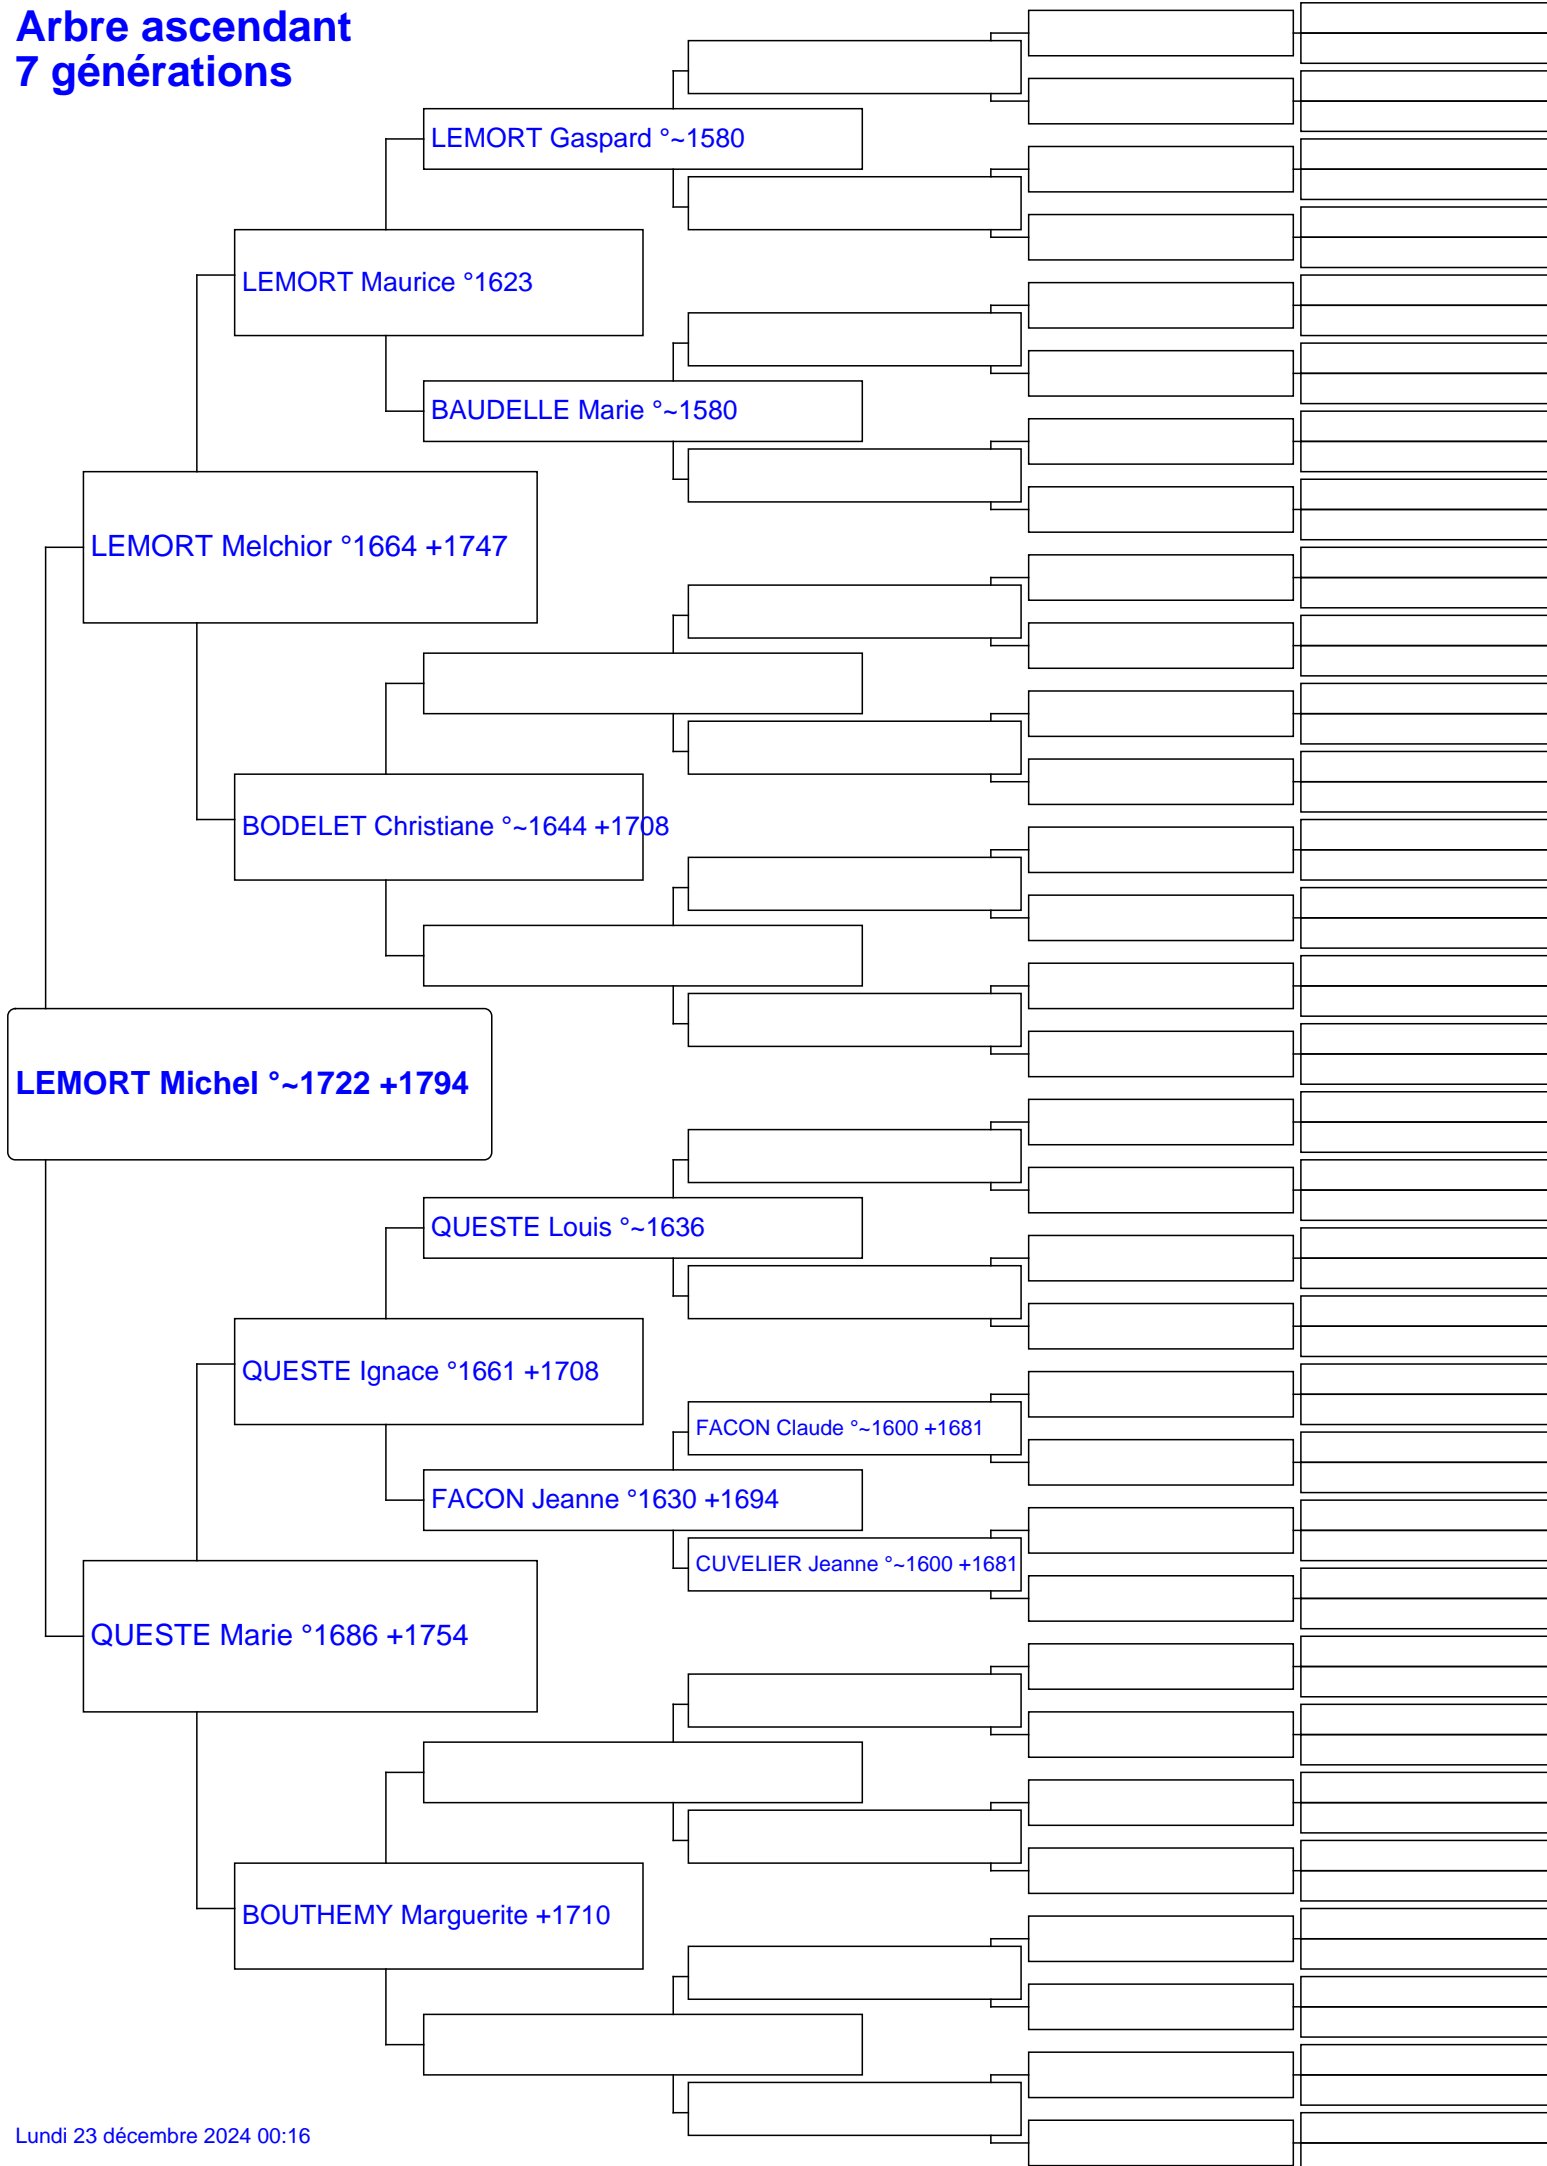 Arbre ascendant
7 générations
LEMORT Gaspard °~1580
LEMORT Maurice °1623
BAUDELLE Marie °~1580
LEMORT Melchior °1664 +1747
BODELET Christiane °~1644 +1708
LEMORT Michel °~1722 +1794
QUESTE Louis °~1636
QUESTE Ignace °1661 +1708
FACON Claude °~1600 +1681
FACON Jeanne °1630 +1694
CUVELIER Jeanne °~1600 +1681
QUESTE Marie °1686 +1754
BOUTHEMY Marguerite +1710
Lundi 23 décembre 2024 00:16